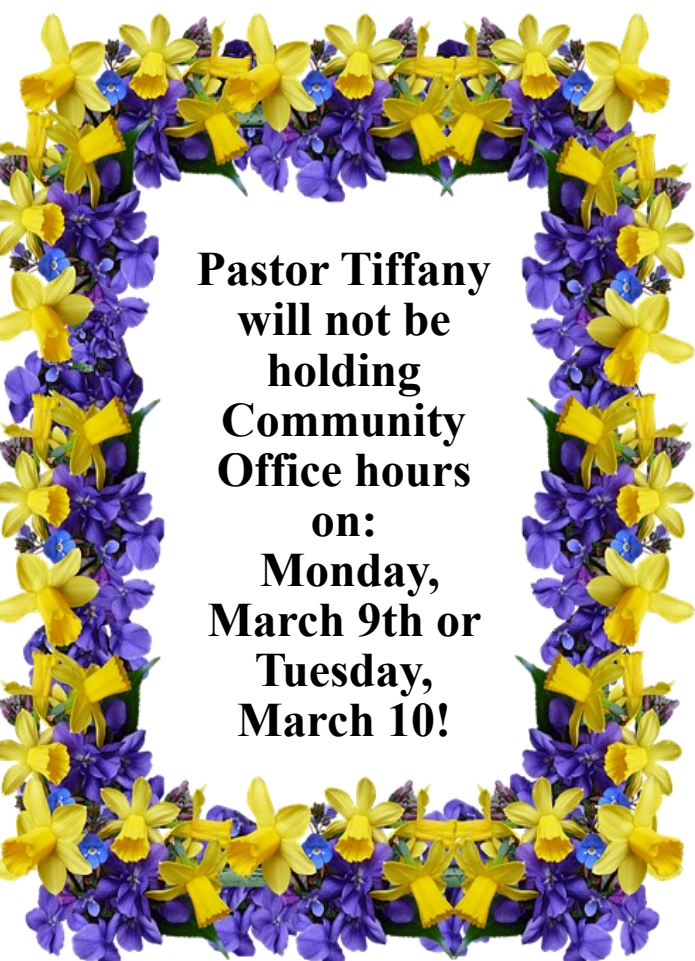 Pastor Tiffany
will not be
holding
Community
Office hours
on:
Monday,
March 9th or
Tuesday,
March 10!